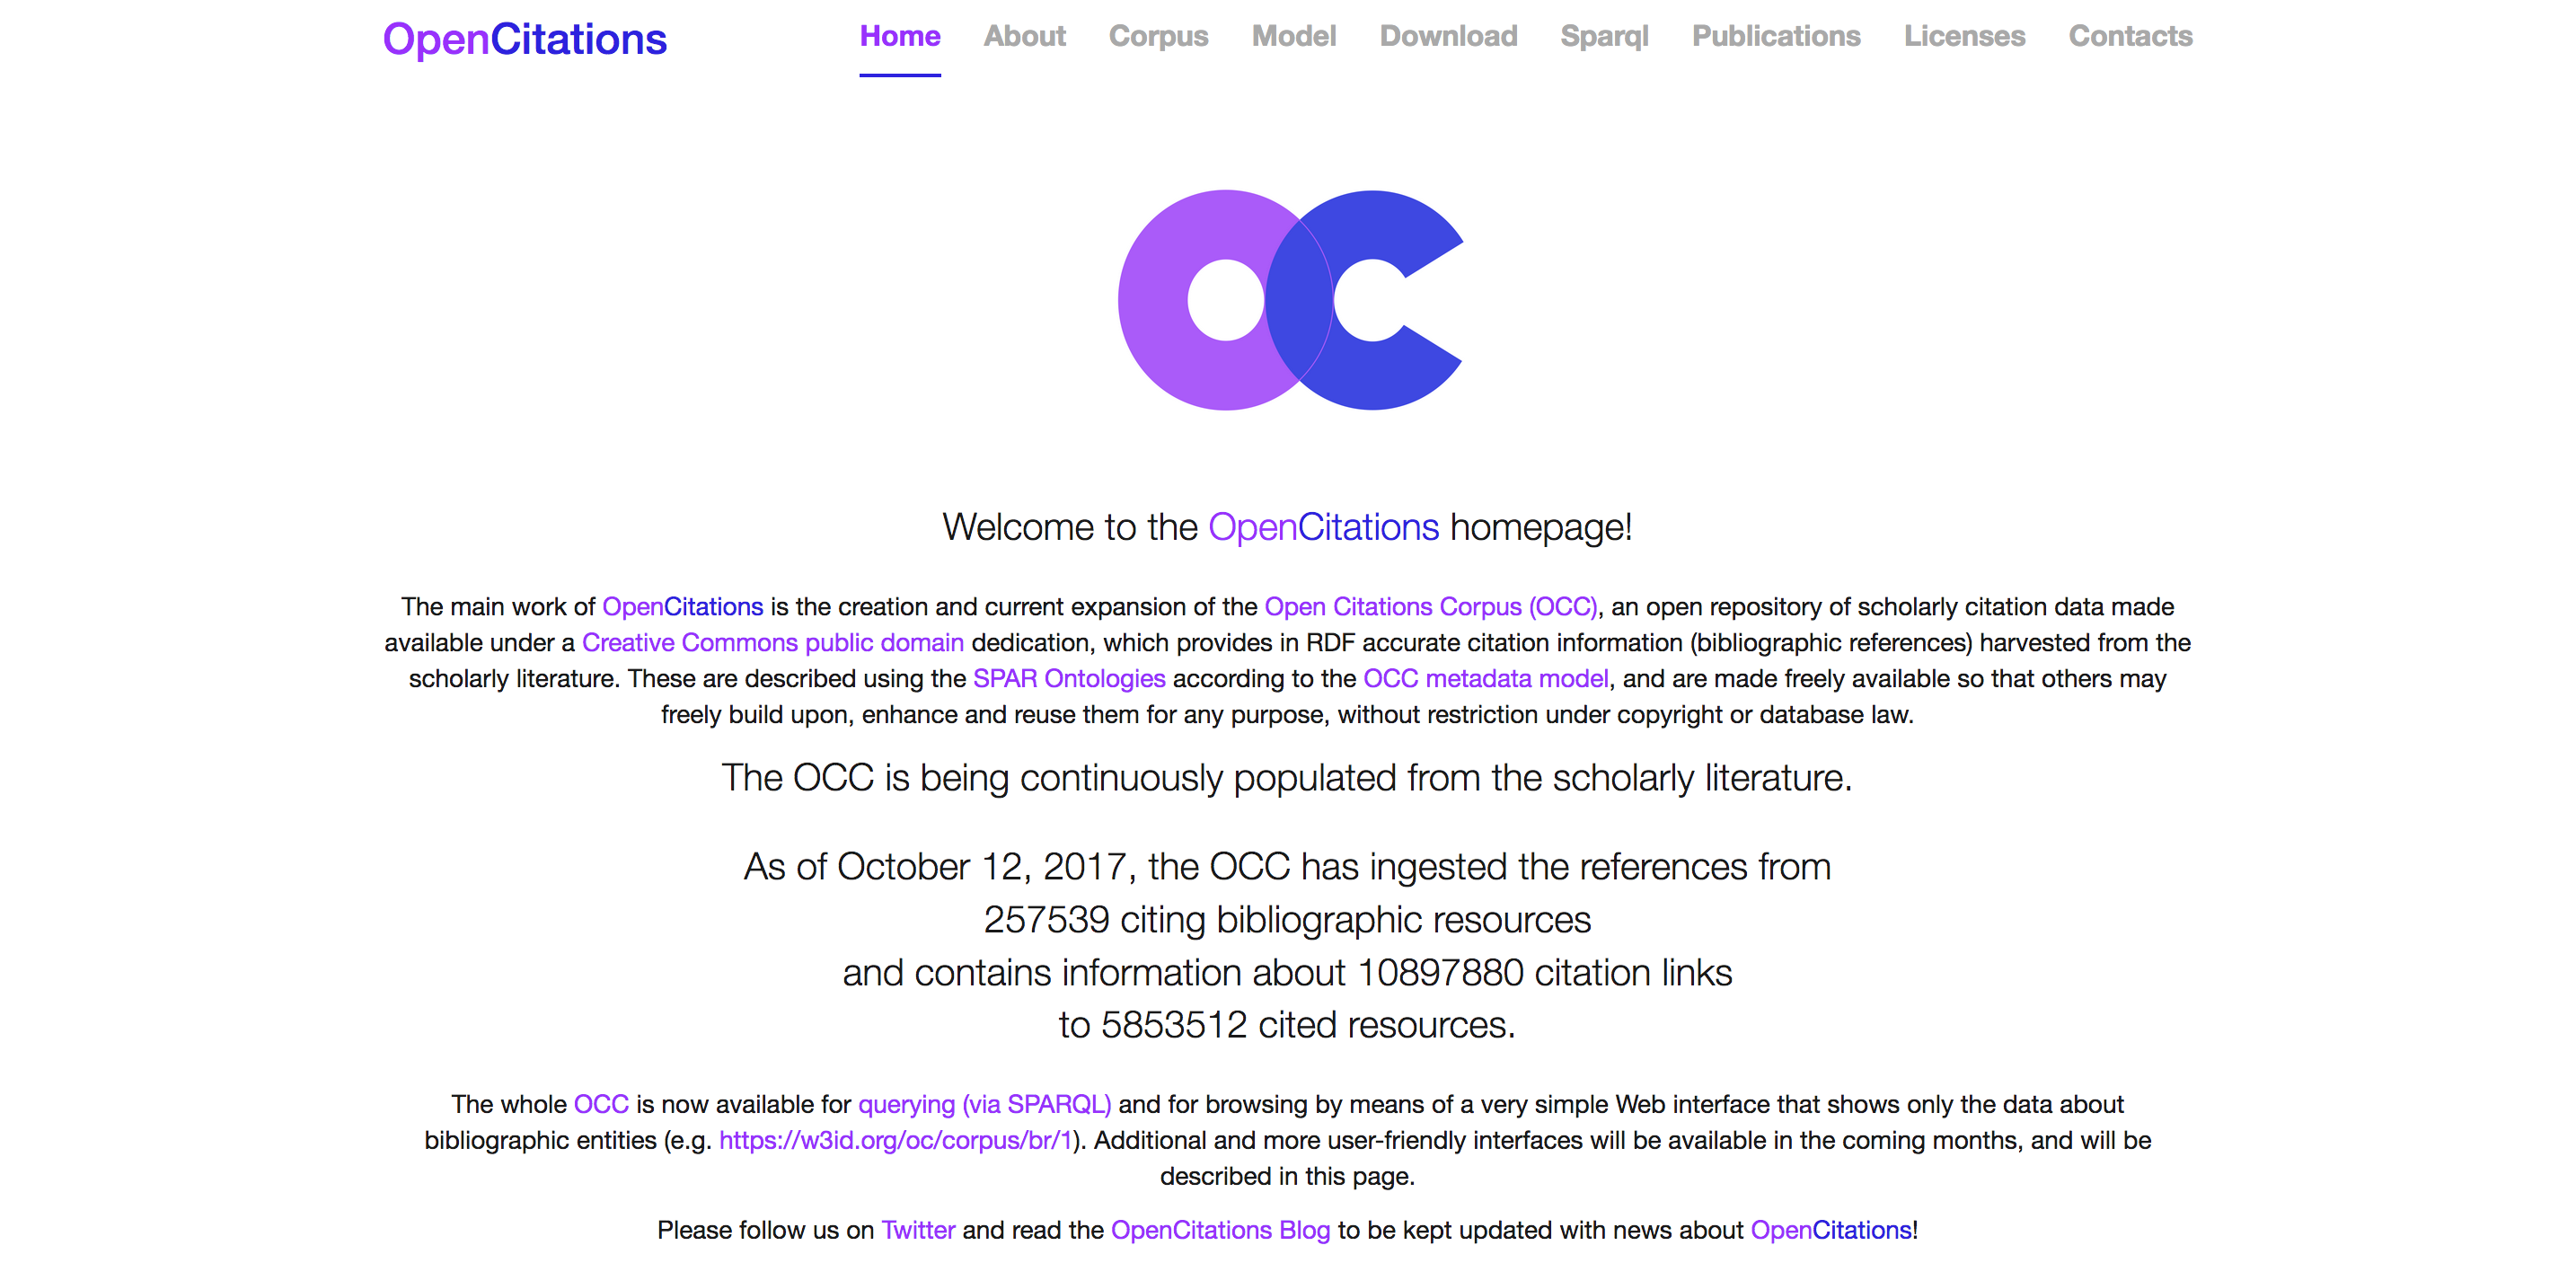 OpenCitations
Home About Corpus Model Download Sparql Publications Licenses Contacts
OC
Welcome to the OpenCitations homepage!
The main work of OpenCitations is the creation and current expansion of the Open Citations Corpus (OCC), an open repository of scholarly citation data made
available under a Creative Commons public domain dedication, which provides in RDF accurate citation information (bibliographic references) harvested from the
scholarly literature. These are described using the SPAR Ontologies according to the OCC metadata model, and are made freely available so that others may
freely build upon, enhance and reuse them for any purpose, without restriction under copyright or database law.
The OCC is being continuously populated from the scholarly literature.
As of October 12, 2017, the OCC has ingested the references from
257539 citing bibliographic resources
and contains information about 10897880 citation links
to 5853512 cited resources.
The whole OCC is now available for querying (via SPARQL) and for browsing by means of a very simple Web interface that shows only the data about
bibliographic entities (e.g. https://w3id.org/oc/corpus/br/1). Additional and more user-friendly interfaces will be available in the coming months, and will be
described in this page.
Please follow us on Twitter and read the OpenCitations Blog to be kept updated with news about OpenCitations!